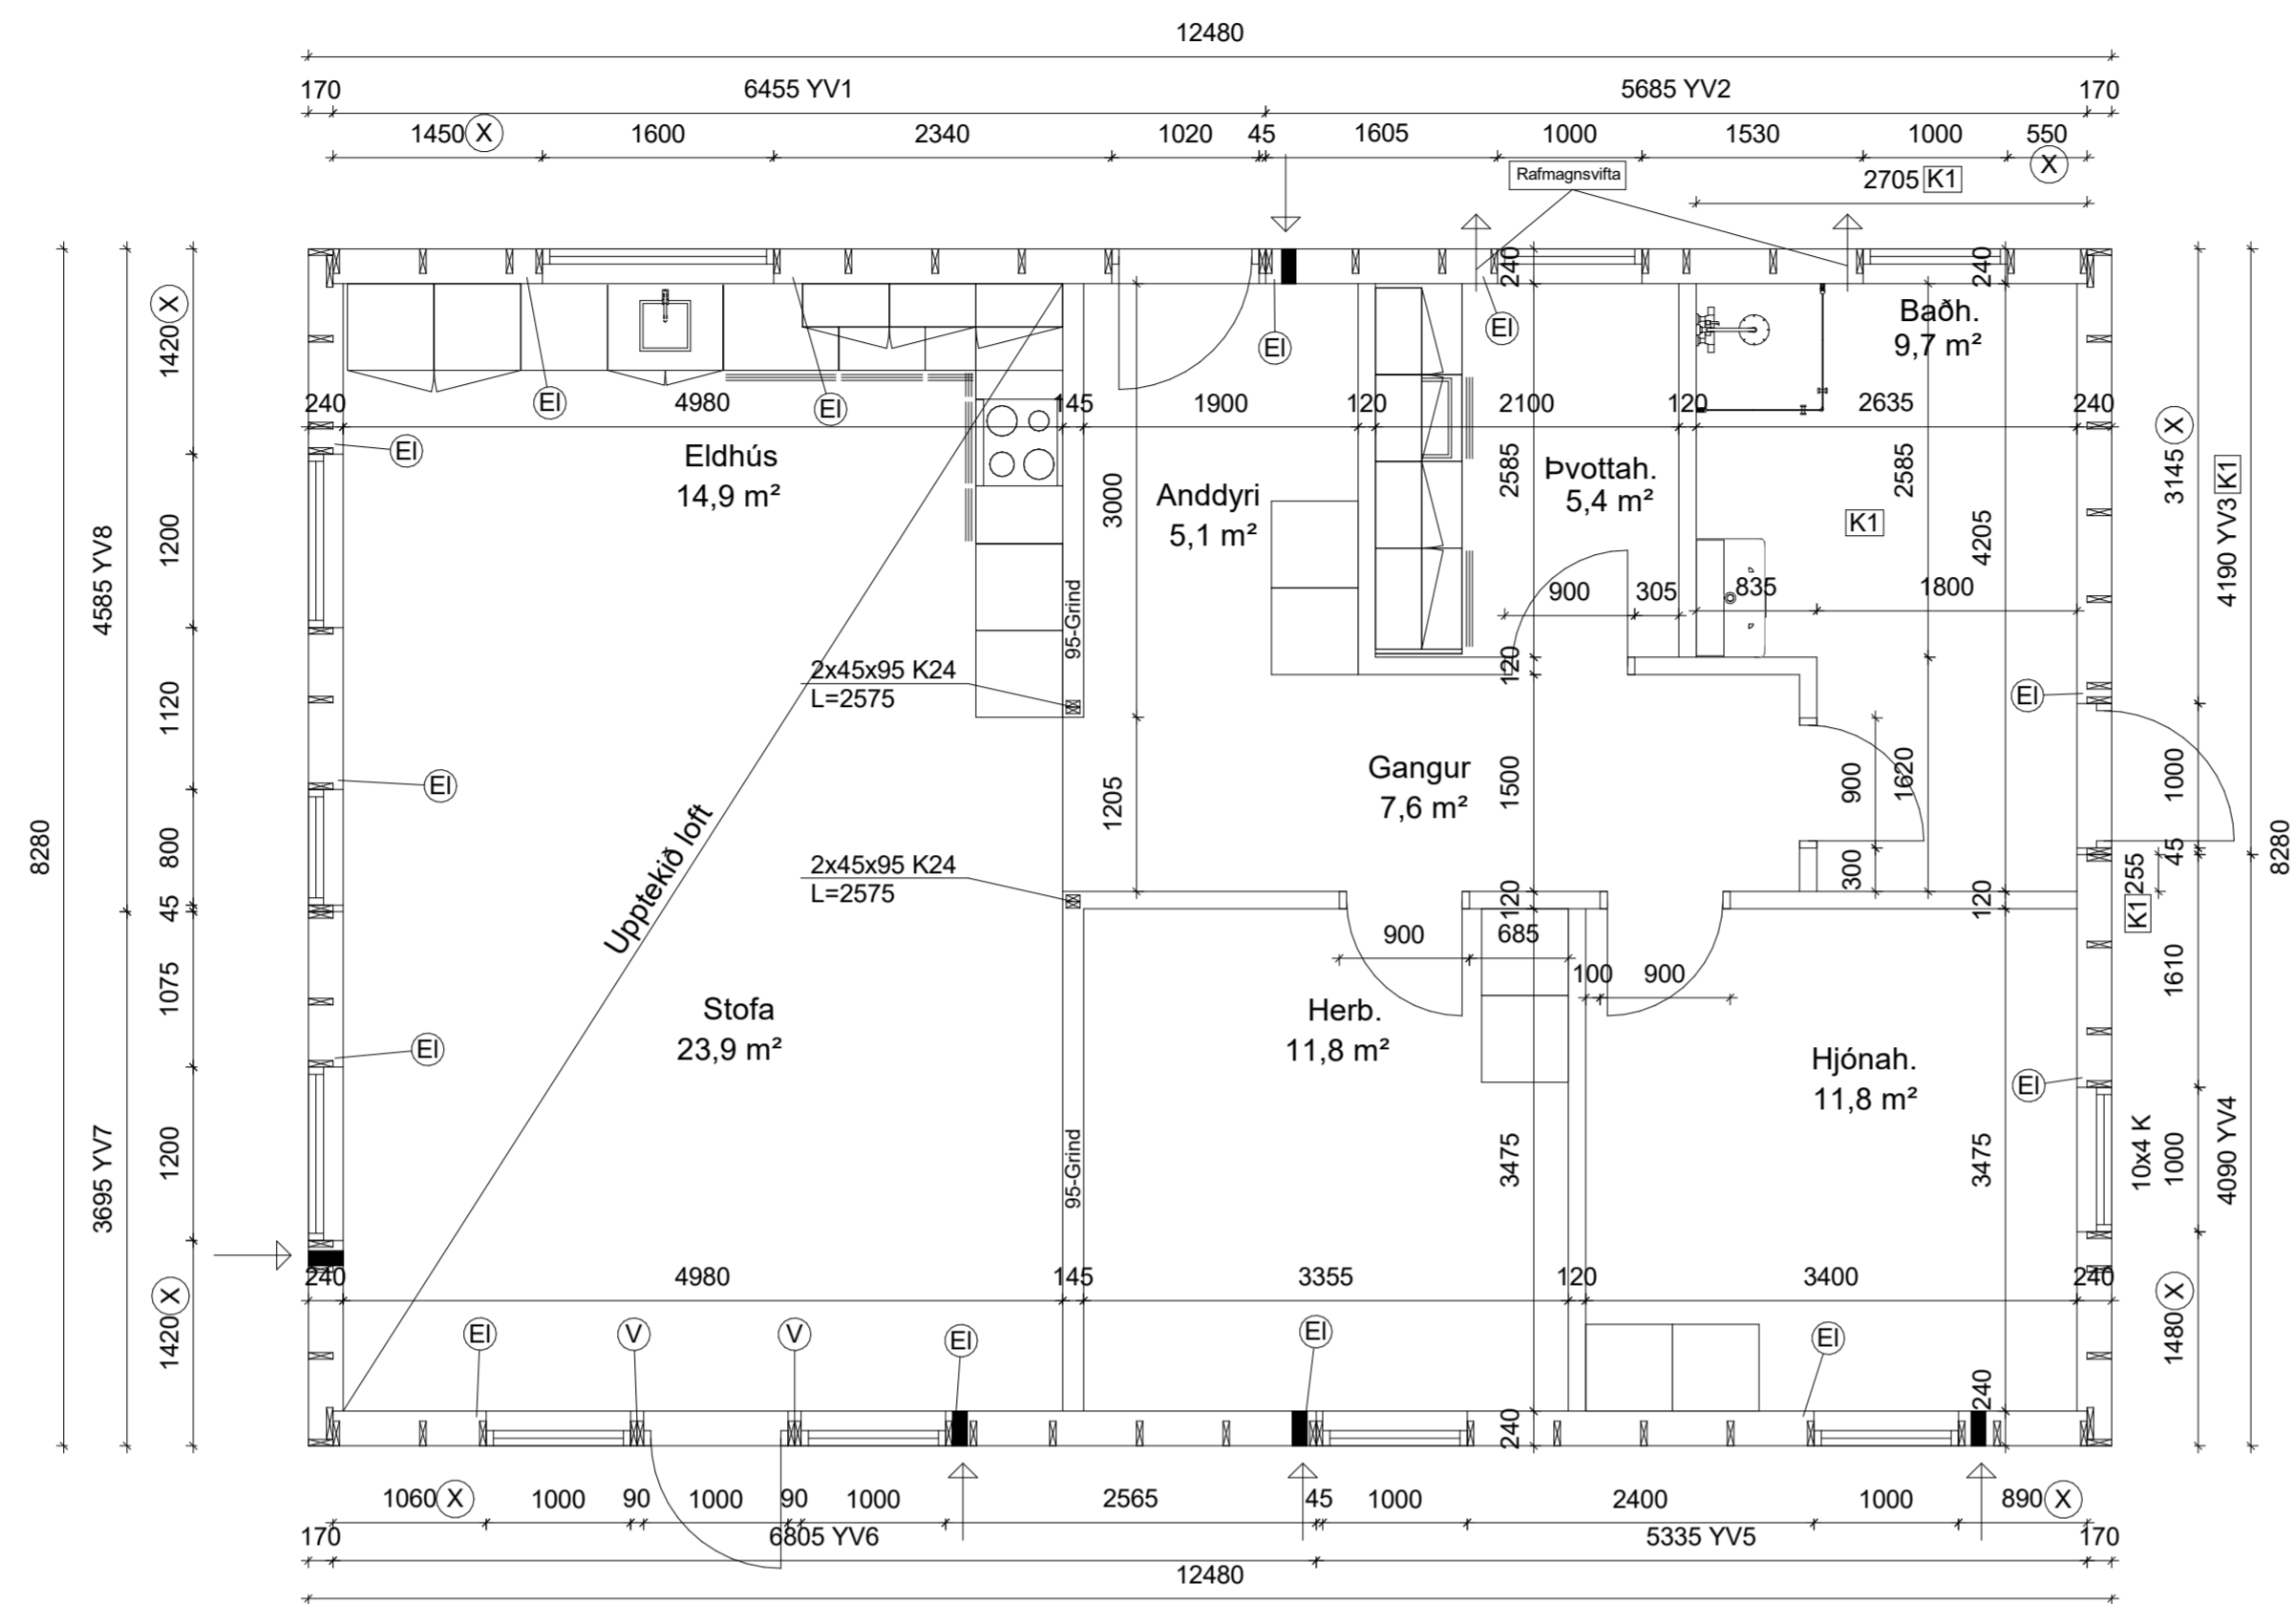 12480
170 6455 YV1 5685 YV2 170
1450 X 1600 2340 1020 45 1605 1000 1530 1000 550
X
Rafmagnsvifta
2705 K1
240 240
Baðh.
9,7 m²
El El El El
240 4980 145 1900 120 2100 120 2635 240
El
Eldhús
14,9 m²
Anddyri
5,1 m²
Þvottah.
5,4 m²
3000 2585 2585 4205
K1
900 305 835 1800
95-Grind
2x45x95 K24
L=2575
120
El
El
Gangur
7,6 m²
1205 1500 900 1620
300
Upptekið loft
2x45x95 K24
L=2575
120 120
900 685
100 900
Stofa
23,9 m²
Herb.
11,8 m²
Hjónah.
11,8 m²
El
El
95-Grind
3475 3475
240 4980 145 3355 120 3400 240
El V V El El El
240 240
1060 X 1000 90 1000 90 1000 2565 45 1000 2400 1000 890 X
170 6805 YV6 5335 YV5 170
12480
8280
4585 YV8
3695 YV7
1420 X
1200
1120
800
45
1075
1200
1420 X
3145 X
1000
45
K1 255
1610
10x4 K
1000
1480 X
4190 YV3 K1
4090 YV4
8280